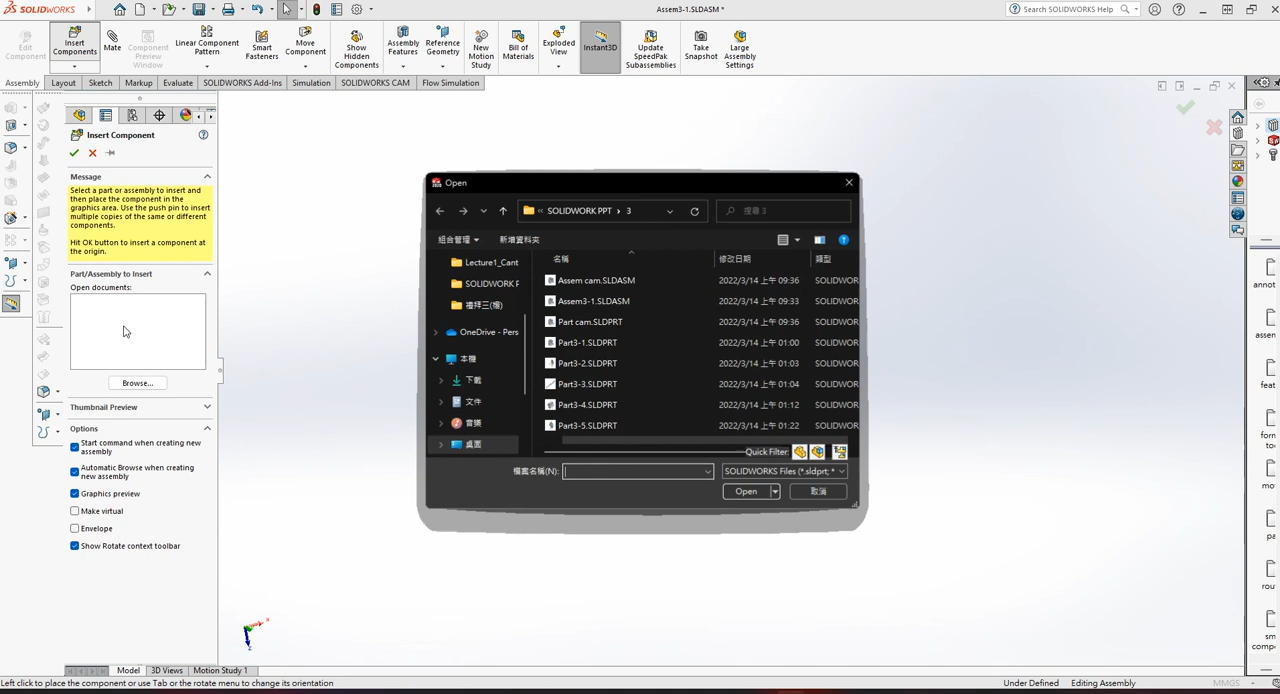 SOLIDWORKS
Assem3-1.SLDASM *
Search SOLIDWORKS Help
Edit Component
Insert Components
Mate
Component Preview Window
Linear Component Pattern
Smart Fasteners
Move Component
Show Hidden Components
Assembly Features
Reference Geometry
New Motion Study
Bill of Materials
Exploded View
Instant3D
Update SpeedPak Subassemblies
Take Snapshot
Large Assembly Settings
Assembly
Layout
Sketch
Markup
Evaluate
SOLIDWORKS Add-Ins
Simulation
SOLIDWORKS CAM
Flow Simulation
Insert Component
Message
Select a part or assembly to insert and
then place the component in the
graphics area. Use the push pin to insert
multiple copies of the same or different
components.
Hit OK button to insert a component at
the origin.
Part/Assembly to Insert
Open documents:
Browse...
Thumbnail Preview
Options
Start command when creating new
assembly
Automatic Browse when creating
new assembly
Graphics preview
Make virtual
Envelope
Show Rotate context toolbar
Open
« SOLIDWORK PPT › 3
搜尋 3
組合管理
新增資料夾
名稱
修改日期
類型
Lecture1_Cant
SOLIDWORK F
禮拜三(機)
OneDrive - Pers
本機
下載
文件
音樂
桌面
Assem cam.SLDASM 2022/3/14 上午 09:36 SOLIDWOR
Assem3-1.SLDASM 2022/3/14 上午 09:33 SOLIDWOR
Part cam.SLDPRT 2022/3/14 上午 09:36 SOLIDWOR
Part3-1.SLDPRT 2022/3/14 上午 01:00 SOLIDWOR
Part3-2.SLDPRT 2022/3/14 上午 01:03 SOLIDWOR
Part3-3.SLDPRT 2022/3/14 上午 01:04 SOLIDWOR
Part3-4.SLDPRT 2022/3/14 上午 01:12 SOLIDWOR
Part3-5.SLDPRT 2022/3/14 上午 01:22 SOLIDWOR
Quick Filter:
檔案名稱(N):
SOLIDWORKS Files (*.sldprt; *
Open
取消
annot
assen
feat
forn
to
mo
pa
rou
sm
comp
Model
3D Views
Motion Study 1
Left click to place the component or use Tab or the rotate menu to change its orientation
Under Defined
Editing Assembly
MMGS